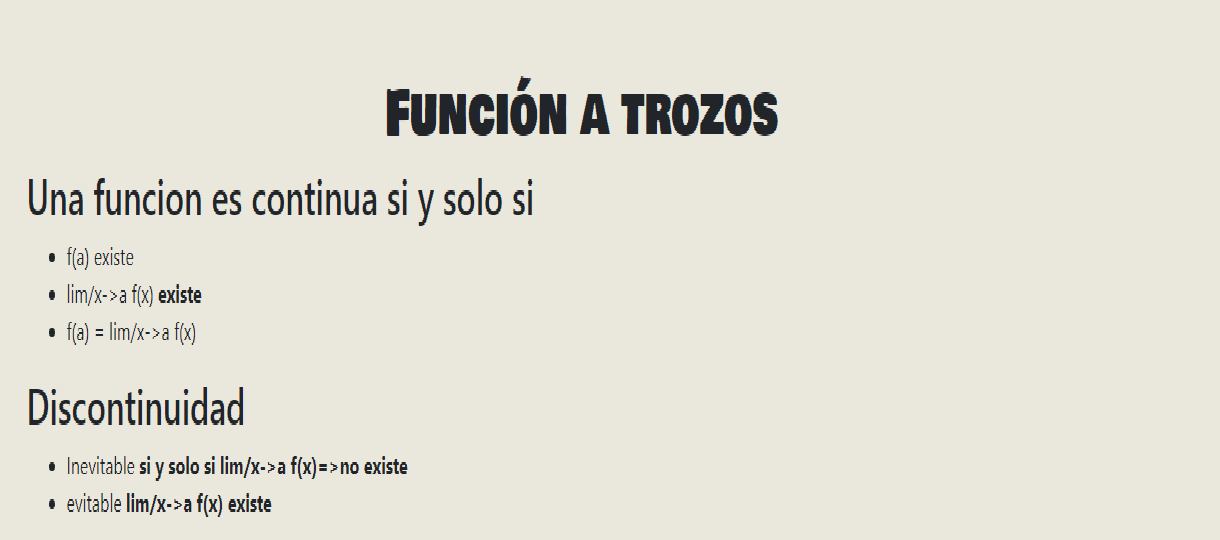 FUNCIÓN A TROZOS
Una funcion es continua si y solo si
• f(a) existe
• lim/x->a f(x) existe
• f(a) = lim/x->a f(x)
Discontinuidad
• Inevitable si y solo si lim/x->a f(x)=>no existe
• evitable lim/x->a f(x) existe